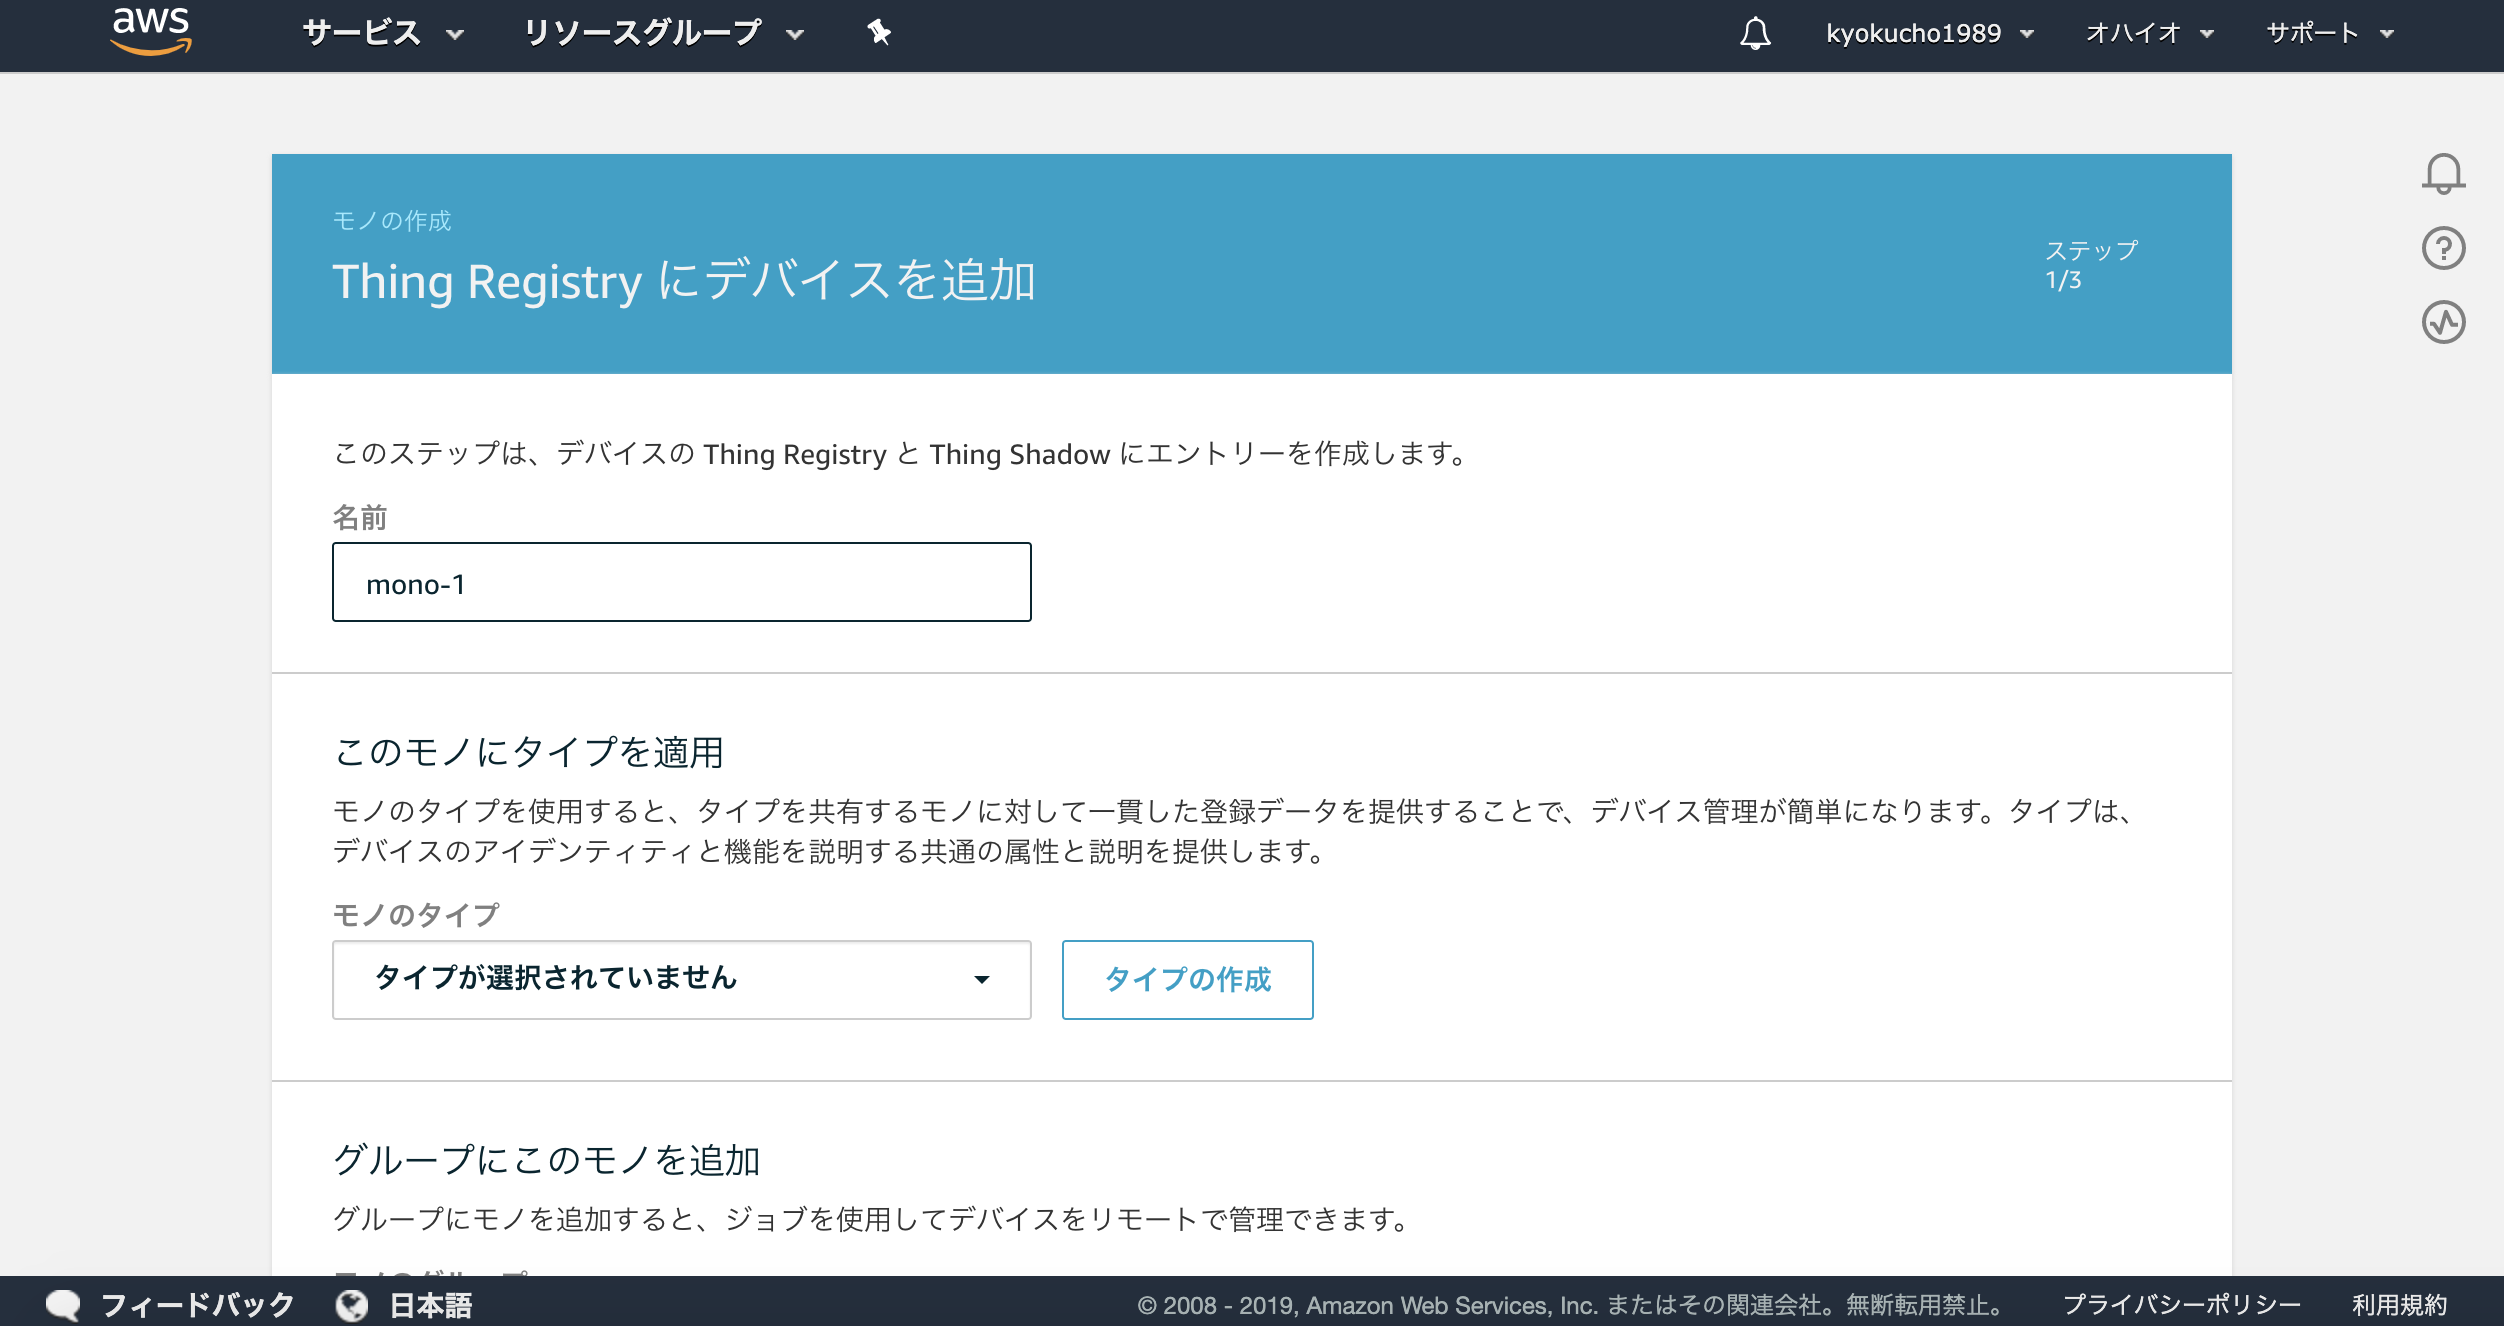 aws サービス リソースグループ kyokucho1989 オハイオ サポート
モノの作成
Thing Registry にデバイスを追加
ステップ
1/3
このステップは、デバイスの Thing Registry と Thing Shadow にエントリーを作成します。
名前
mono-1
このモノにタイプを適用
モノのタイプを使用すると、タイプを共有するモノに対して一貫した登録データを提供することで、デバイス管理が簡単になります。タイプは、
デバイスのアイデンティティと機能を説明する共通の属性と説明を提供します。
モノのタイプ
タイプが選択されていません タイプの作成
グループにこのモノを追加
グループにモノを追加すると、ジョブを使用してデバイスをリモートで管理できます。
モノのグループ
フィードバック 日本語 © 2008 - 2019, Amazon Web Services, Inc. またはその関連会社。無断転用禁止。 プライバシーポリシー 利用規約